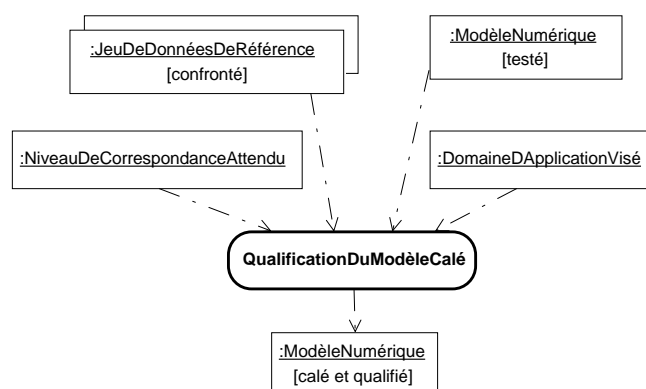 :JeuDeDonnéesDeRéférence
[confronté]
:ModèleNumérique
[testé]
:NiveauDeCorrespondanceAttendu
:DomaineDApplicationVisé
QualificationDuModèleCalé
:ModèleNumérique
[calé et qualifié]